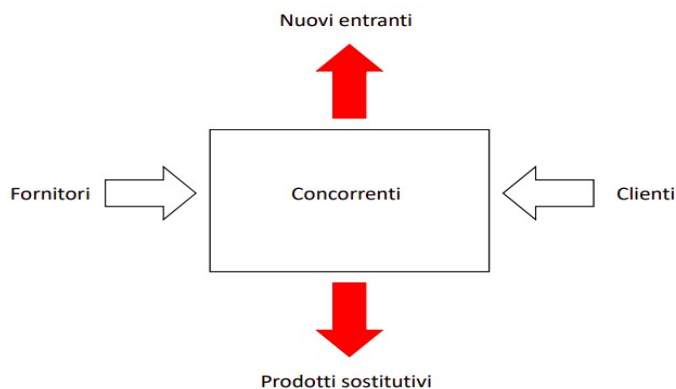 Nuovi entranti
Fornitori
Concorrenti
Clienti
Prodotti sostitutivi